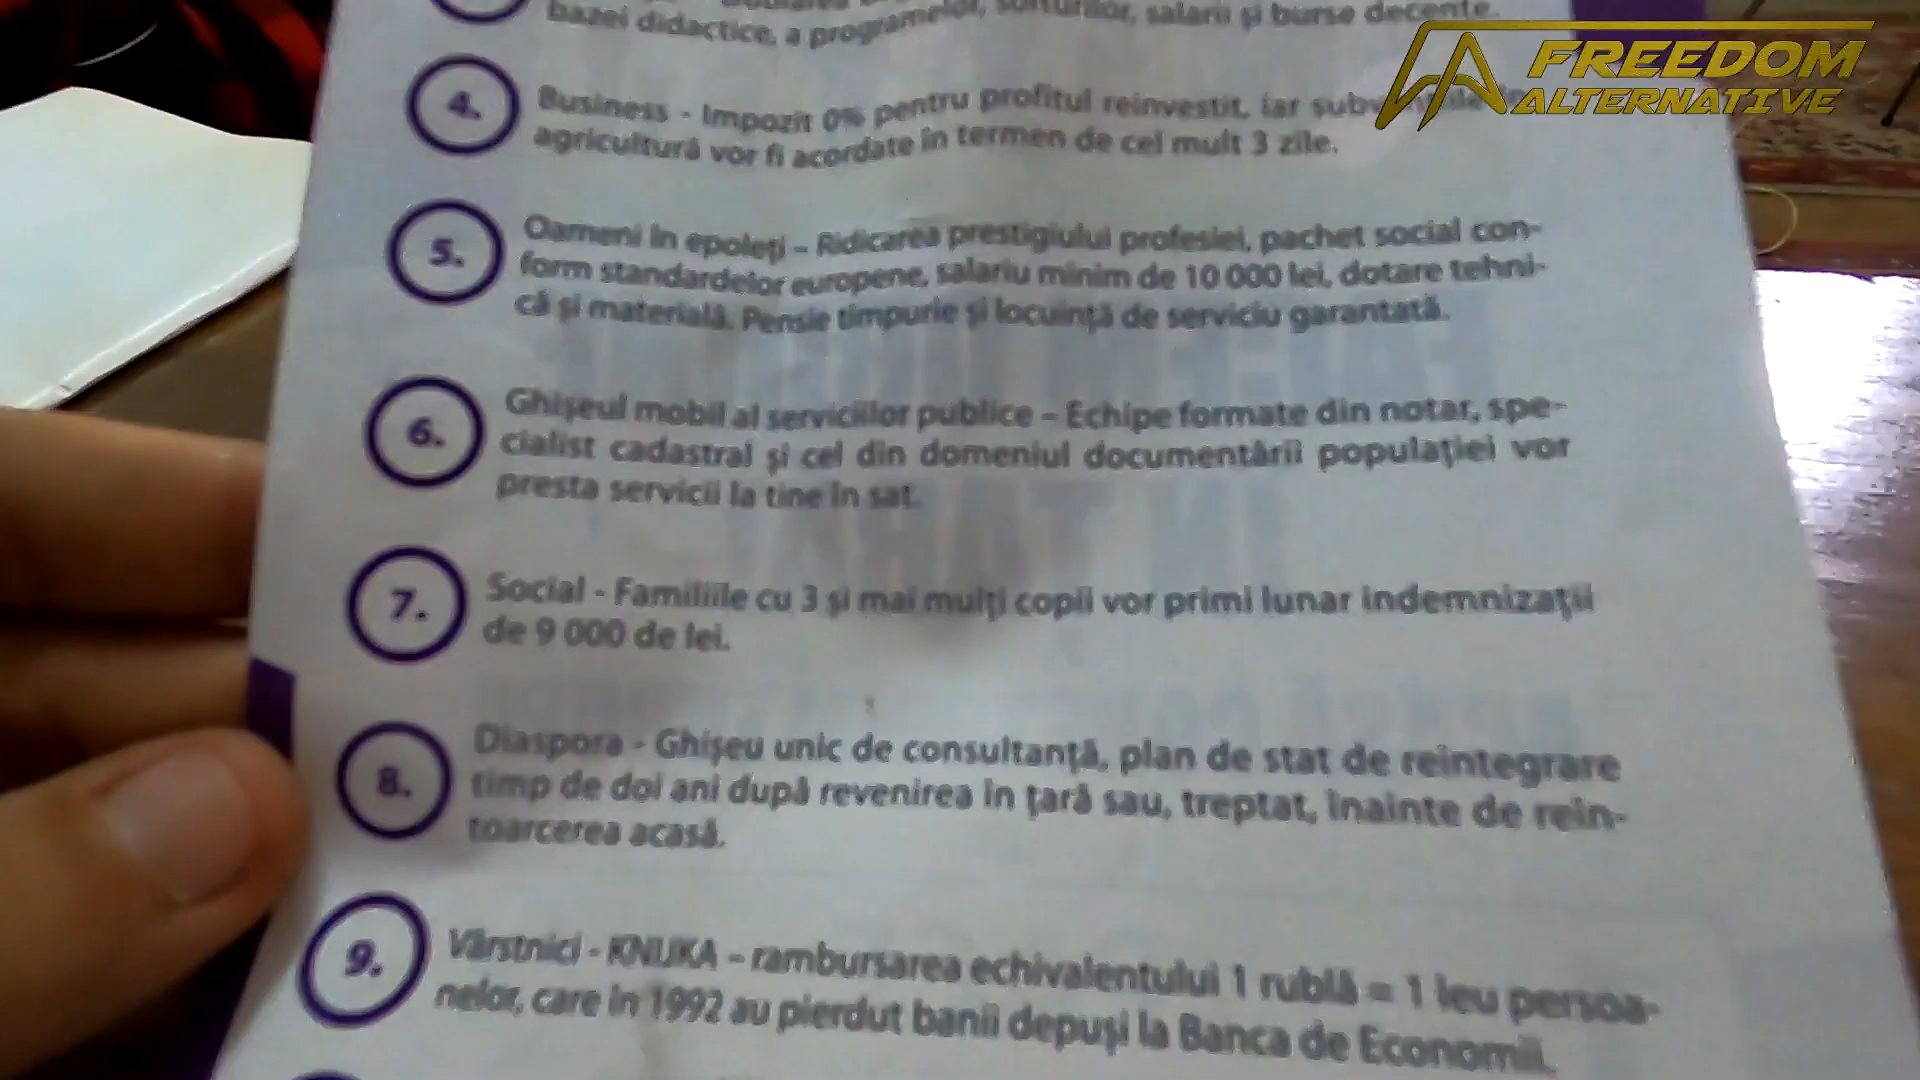 bazei didactice, a programelor, salarii și burse decente.
FREEDOM
ALTERNATIVE
4. Business - Impozit 0% pentru profitul reinvestit, iar
agricultură vor fi acordate în termen de cel mult 3 zile.
5. Oameni în epoleți – Ridicarea prestigiului profesiei, pachet social con-
form standardelor europene, salariu minim de 10 000 lei, dotare tehni-
că și materială. Pensie timpurie și locuință de serviciu garantată.
6. Ghișeul mobil al serviciilor publice – Echipe formate din notar, spe-
cialist cadastral și cel din domeniul documentării populației vor
presta servicii la tine în sat.
7. Social - Familiile cu 3 și mai mulți copii vor primi lunar indemnizații
de 9 000 de lei.
8. Diaspora - Ghișeu unic de consultanță, plan de stat de reintegrare
timp de doi ani după revenirea în țară sau, treptat, înainte de rein-
toarcerea acasă.
9. Vârstnici - KNIJKA – rambursarea echivalentului 1 rublă = 1 leu persoa-
nelor, care în 1992 au pierdut banii depuși la Banca de Economii.